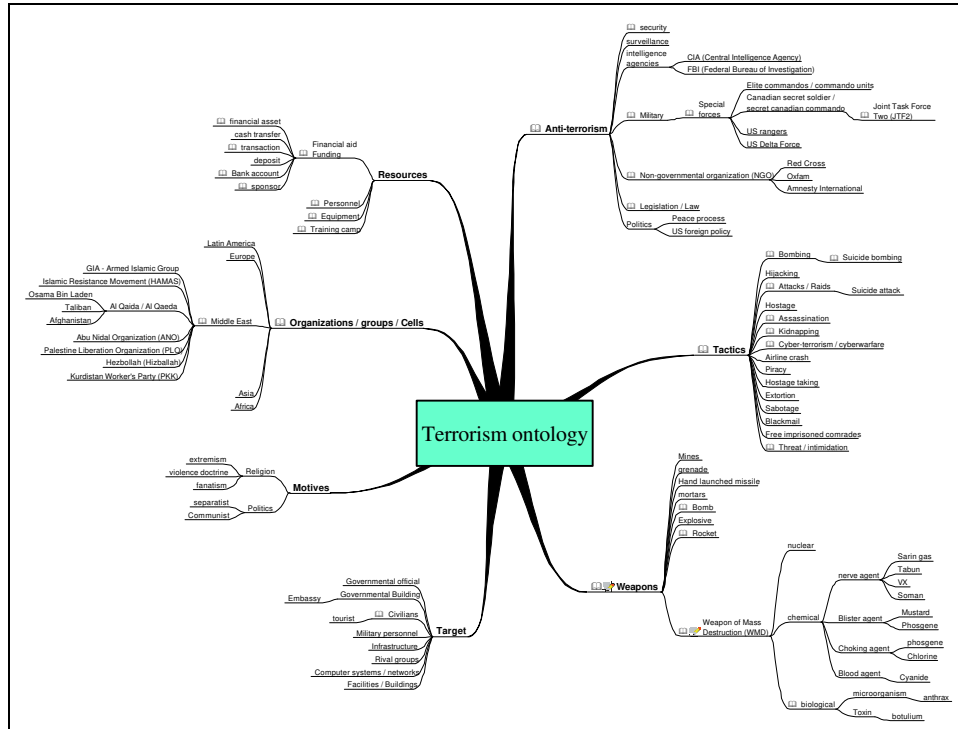 Terrorism ontology
Anti-terrorism
security
surveillance
intelligence
agencies
CIA (Central Intelligence Agency)
FBI (Federal Bureau of Investigation)
Military
Special
forces
Elite commandos / commando units
Canadian secret soldier /
secret canadian commando
Joint Task Force
Two (JTF2)
US rangers
US Delta Force
Non-governmental organization (NGO)
Red Cross
Oxfam
Amnesty International
Legislation / Law
Politics
Peace process
US foreign policy
Tactics
Bombing
Suicide bombing
Hijacking
Attacks / Raids
Suicide attack
Hostage
Assassination
Kidnapping
Cyber-terrorism / cyberwarfare
Airline crash
Piracy
Hostage taking
Extortion
Sabotage
Blackmail
Free imprisoned comrades
Threat / intimidation
Weapons
Mines
grenade
Hand launched missile
mortars
Bomb
Explosive
Rocket
Weapon of Mass
Destruction (WMD)
nuclear
chemical
nerve agent
Sarin gas
Tabun
VX
Soman
Blister agent
Mustard
Phosgene
Choking agent
phosgene
Chlorine
Blood agent
Cyanide
biological
microorganism
anthrax
Toxin
botulium
Resources
Financial aid
Funding
financial asset
cash transfer
transaction
deposit
Bank account
sponsor
Personnel
Equipment
Training camp
Organizations / groups / Cells
Latin America
Europe
Middle East
GIA - Armed Islamic Group
Islamic Resistance Movement (HAMAS)
Al Qaida / Al Qaeda
Osama Bin Laden
Taliban
Afghanistan
Abu Nidal Organization (ANO)
Palestine Liberation Organization (PLO)
Hezbollah (Hizballah)
Kurdistan Worker's Party (PKK)
Asia
Africa
Motives
Religion
extremism
violence doctrine
fanatism
Politics
separatist
Communist
Target
Governmental official
Governmental Building
Embassy
Civilians
tourist
Military personnel
Infrastructure
Rival groups
Computer systems / networks
Facilities / Buildings